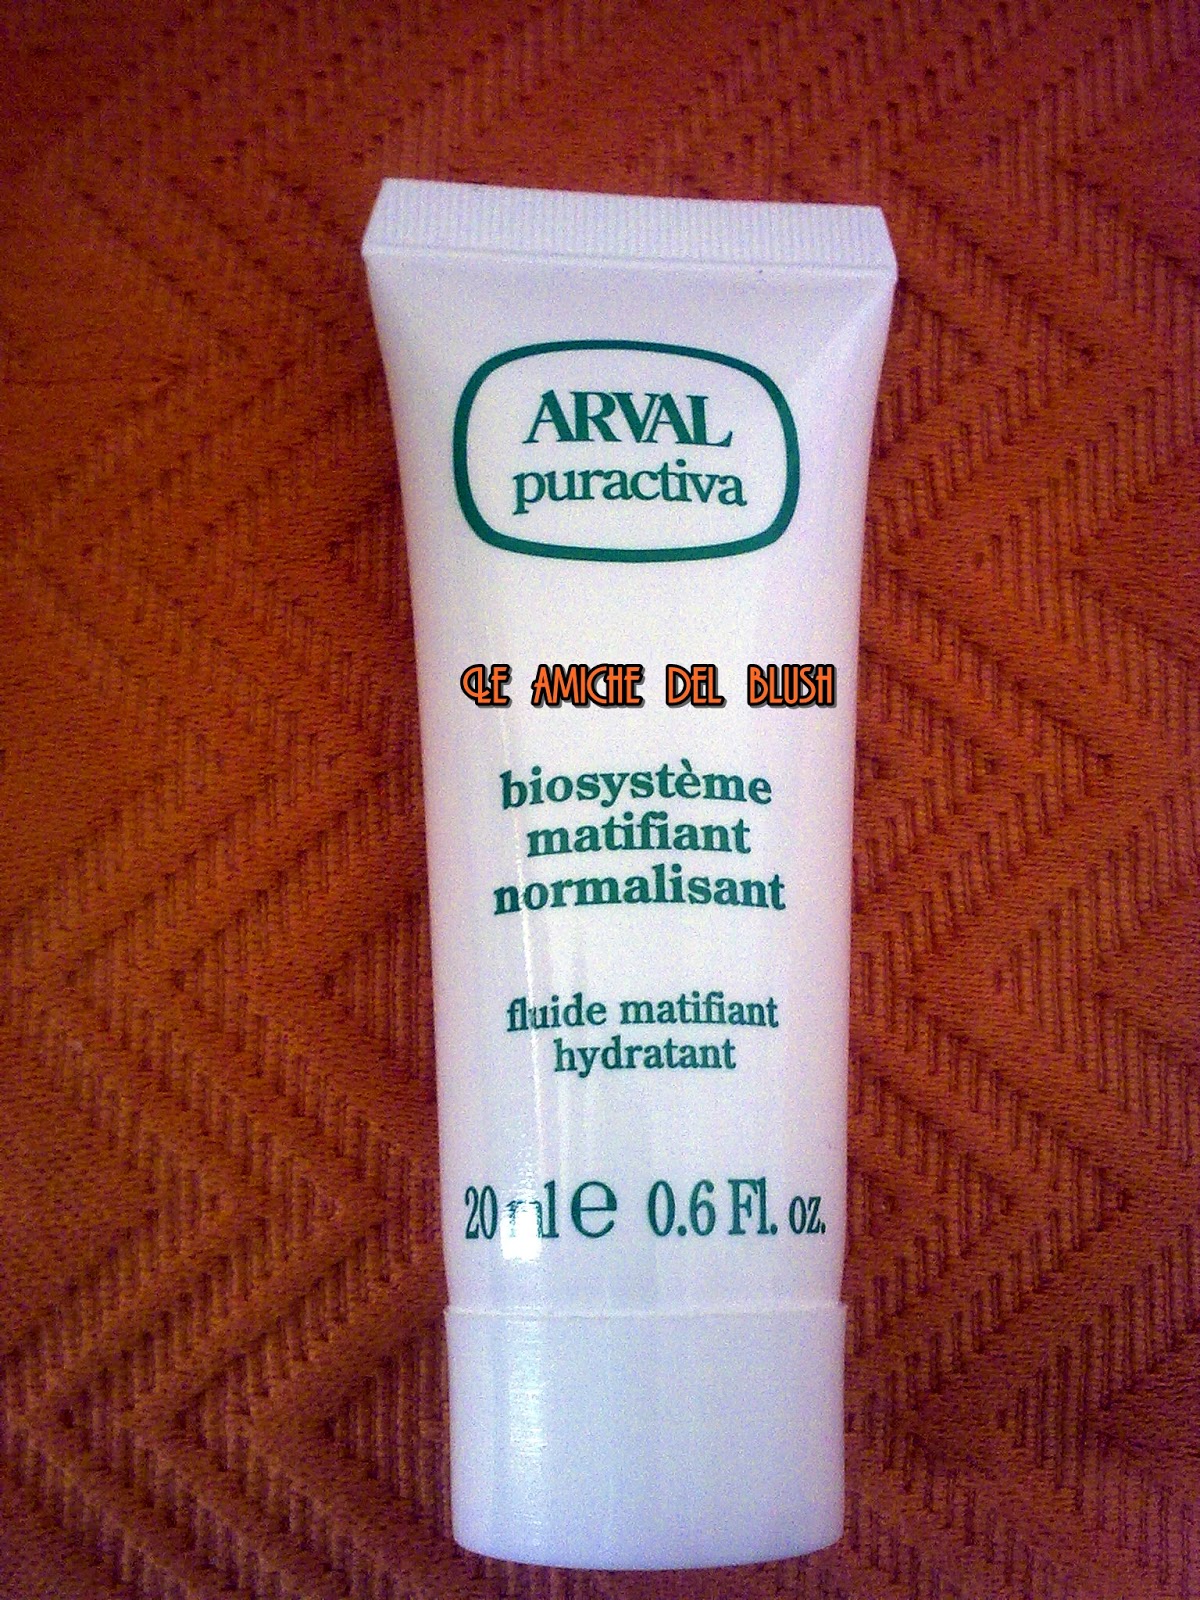 ARVAL
puractiva
LE AMICHE DEL BLUSH
biosystème
matifiant
normalisant
fluide matifiant
hydratant
20 ml e 0.6 Fl. oz.